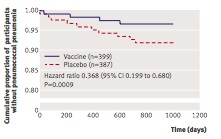 Cumulative proportion of participants
without pneumococcal pneumonia
1.00
0.95
0.90
0.85
0.80
0
Vaccine (n=399)
Placebo (n=387)
Hazard ratio 0.368 (95% CI 0.199 to 0.680)
P=0.0009
0 200 400 600 800 1000 1200
Time (days)